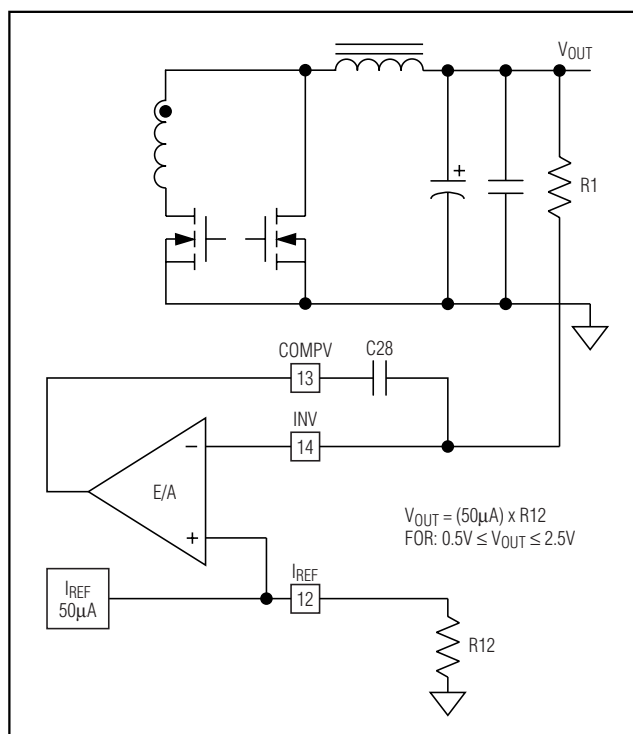 VOUT
R1
COMPV
C28
13
INV
14
E/A
−
+
+
VOUT = (50µA) x R12
FOR: 0.5V ≤ VOUT ≤ 2.5V
IREF
50µA
IREF
12
R12